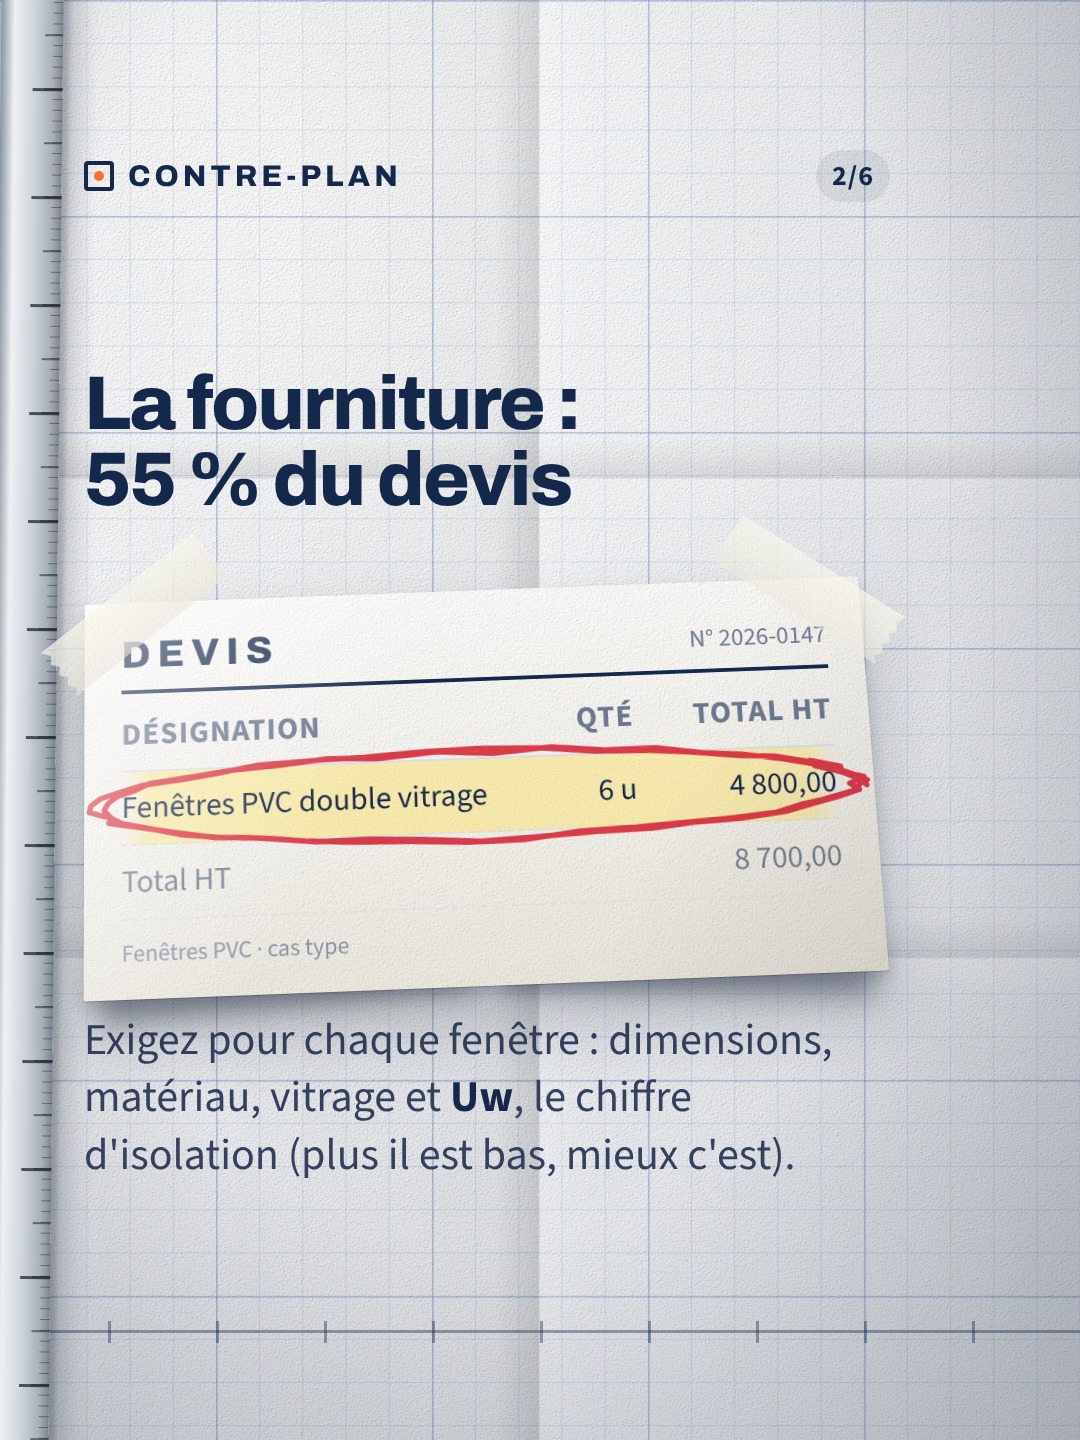 CONTRE-PLAN
2/6
La fourniture :
55 % du devis
DEVIS
N° 2026-0147
DÉSIGNATION QTÉ TOTAL HT
Fenêtres PVC double vitrage 6 u 4 800,00
Total HT 8 700,00
Fenêtres PVC · cas type
Exigez pour chaque fenêtre : dimensions,
matériau, vitrage et Uw, le chiffre
d'isolation (plus il est bas, mieux c'est).